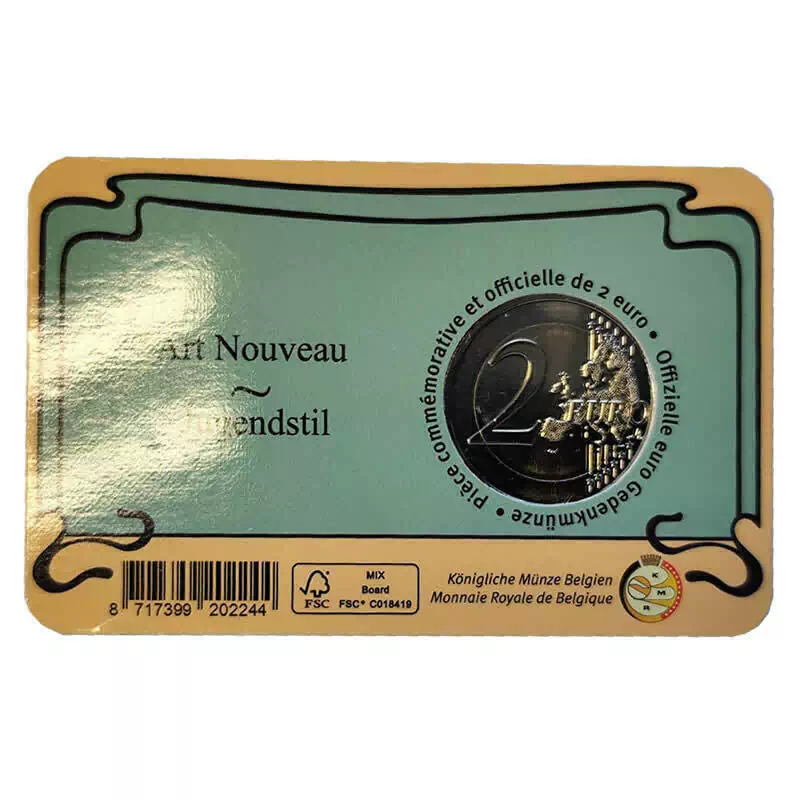 Art Nouveau
~
Jugendstil
Pièce commémorative et officielle de 2 euro • Offizielle euro Gedenkmünze •
2 EURO
8 717399 202244
FSC
MIX
Board
FSC® C018419
Königliche Münze Belgien
Monnaie Royale de Belgique
K
M
R